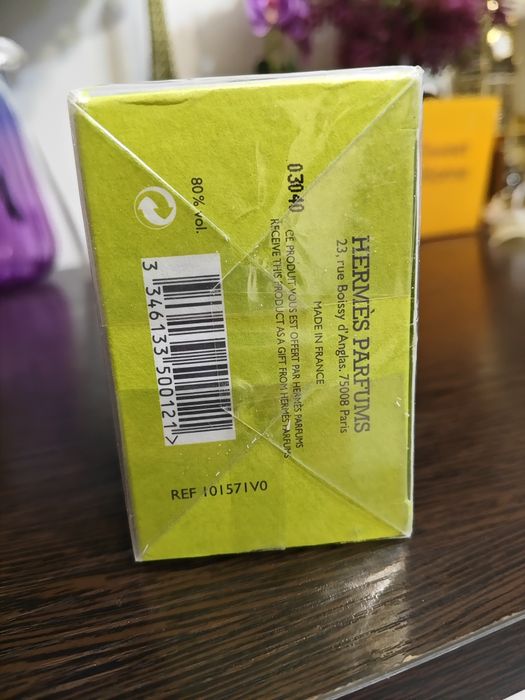 HERMÈS PARFUMS
23, rue Boissy d'Anglas, 75008 Paris
MADE IN FRANCE
CE PRODUIT VOUS EST OFFERT PAR HERMÈS PARFUMS
RECEIVE THIS PRODUCT AS A GIFT FROM HERMÈS PARFUMS
03040
80% vol.
3 346133 500121 >
REF 101571V0